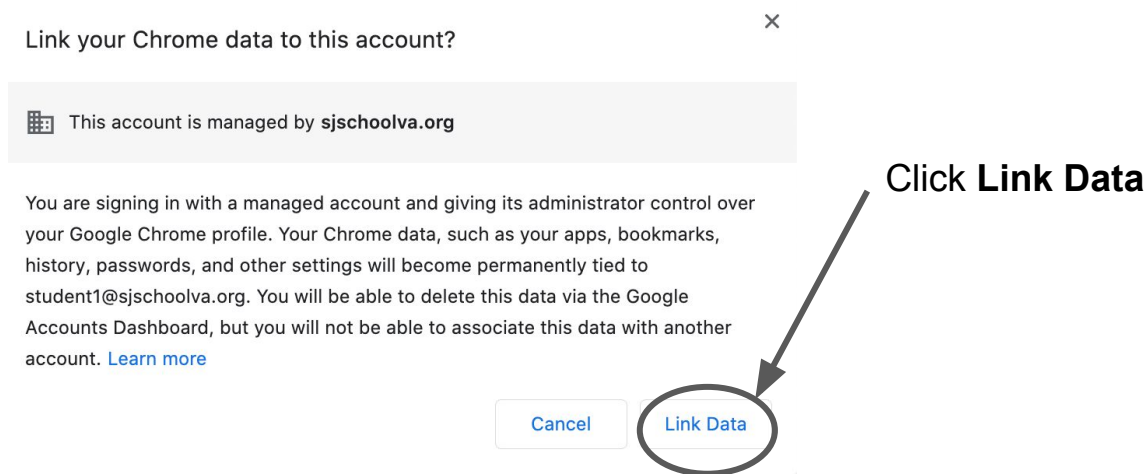 Link your Chrome data to this account?
This account is managed by sjschoolva.org
Click Link Data
You are signing in with a managed account and giving its administrator control over
your Google Chrome profile. Your Chrome data, such as your apps, bookmarks,
history, passwords, and other settings will become permanently tied to
student1@sjschoolva.org. You will be able to delete this data via the Google
Accounts Dashboard, but you will not be able to associate this data with another
account. Learn more
Cancel
Link Data